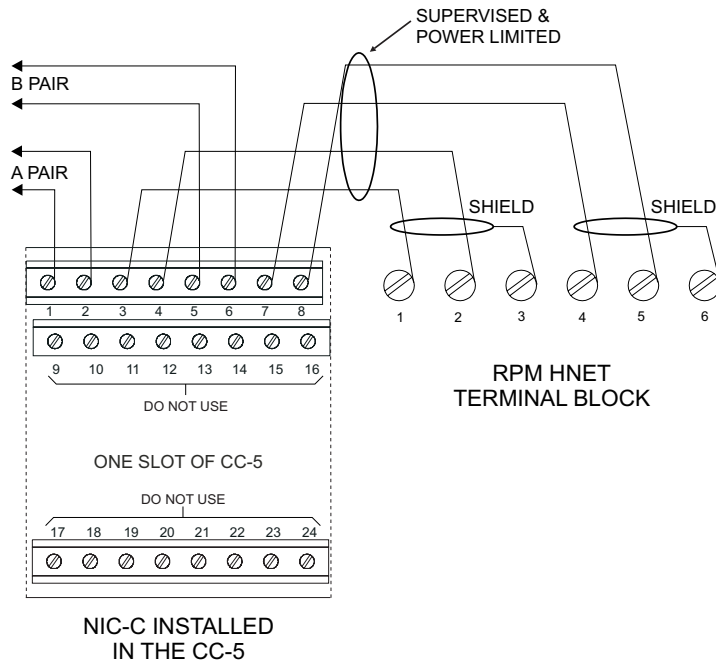 SUPERVISED &
POWER LIMITED
B PAIR
A PAIR
SHIELD
SHIELD
1 2 3 4 5 6 7 8
1 2 3 4 5 6
9 10 11 12 13 14 15 16
DO NOT USE
RPM HNET
TERMINAL BLOCK
ONE SLOT OF CC-5
DO NOT USE
17 18 19 20 21 22 23 24
NIC-C INSTALLED
IN THE CC-5